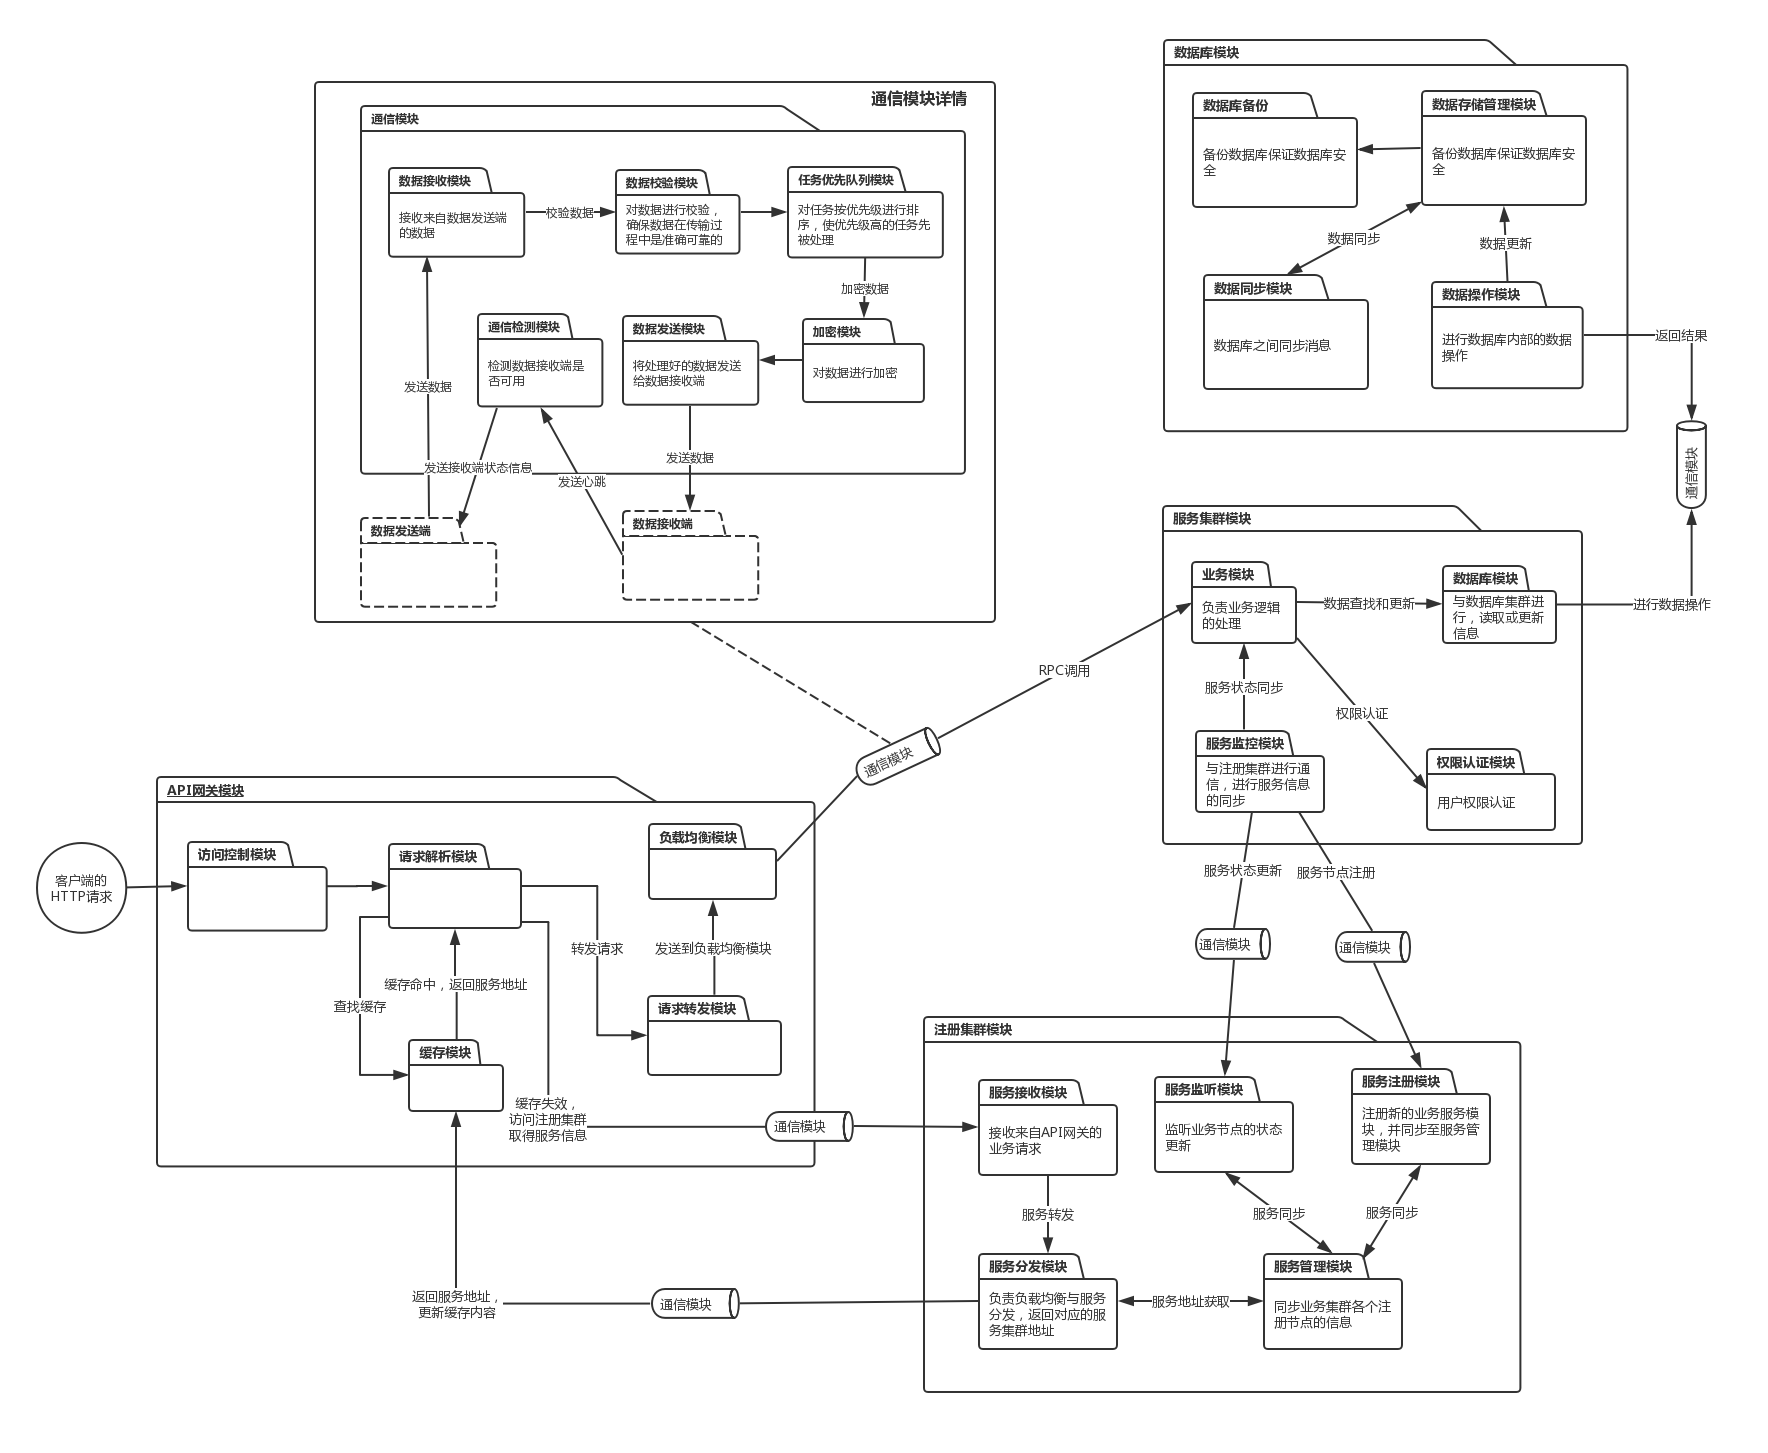 通信模块详情
通信模块
数据接收模块
接收来自数据发送端
的数据
校验数据
数据校验模块
对数据进行校验，
确保数据在传输过
程中是准确可靠的
任务优先队列模块
对任务按优先级进行排
序，使优先级高的任务先
被处理
加密数据
通信检测模块
检测数据接收端是
否可用
数据发送模块
将处理好的数据发送
给数据接收端
加密模块
对数据进行加密
发送数据
发送接收端状态信息
发送心跳
发送数据
数据发送端
数据接收端
数据库模块
数据库备份
备份数据库保证数据库安
全
数据存储管理模块
备份数据库保证数据库安
全
数据同步
数据更新
数据同步模块
数据库之间同步消息
数据操作模块
进行数据库内部的数据
操作
返回结果
通信模块
进行数据操作
服务集群模块
业务模块
负责业务逻辑
的处理
数据查找和更新
数据库模块
与数据库集群进
行，读取或更新
信息
服务状态同步
权限认证
服务监控模块
与注册集群进行通
信，进行服务信息
的同步
权限认证模块
用户权限认证
RPC调用
通信模块
服务状态更新
服务节点注册
通信模块
通信模块
API网关模块
客户端的
HTTP请求
访问控制模块
请求解析模块
负载均衡模块
转发请求
发送到负载均衡模块
缓存命中，返回服务地址
查找缓存
请求转发模块
缓存模块
缓存失效，
访问注册集群
取得服务信息
通信模块
返回服务地址，
更新缓存内容
通信模块
注册集群模块
服务接收模块
接收来自API网关的
业务请求
服务监听模块
监听业务节点的状态
更新
服务注册模块
注册新的业务服务模
块，并同步至服务管
理模块
服务转发
服务同步
服务同步
服务分发模块
负责负载均衡与服务
分发，返回对应的服
务集群地址
服务地址获取
服务管理模块
同步业务集群各个注
册节点的信息